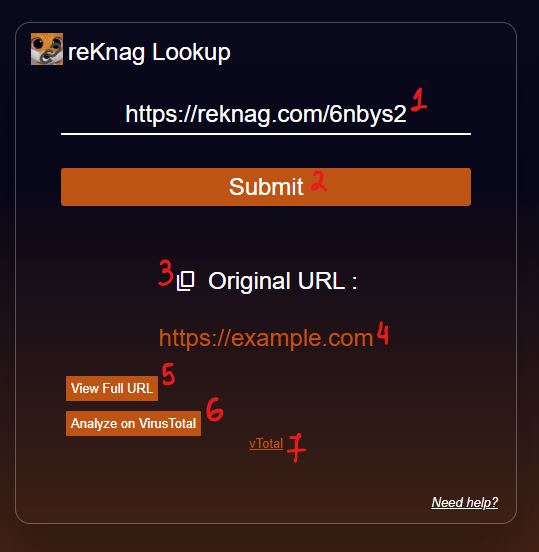 reKnag Lookup
https://reknag.com/6nbys2 1
Submit 2
3 Original URL :
https://example.com 4
View Full URL 5
Analyze on VirusTotal 6
vTotal 7
Need help?